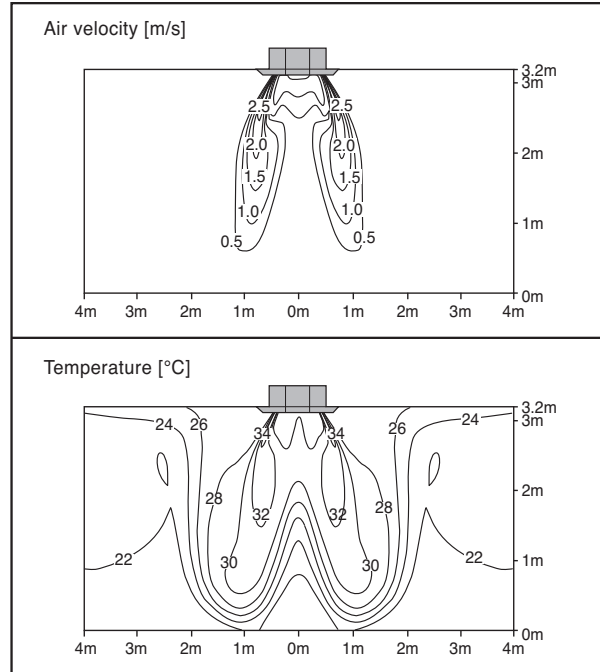 Air velocity [m/s]
3.2m
3m
2.5 2.5
2.0 2.0
2m
1.5 1.5
1.0 1.0
1m
0.5 0.5
0m
4m 3m 2m 1m 0m 1m 2m 3m 4m
Temperature [°C]
3.2m
3m
24 26 34 34 26 24
2m
28 32 32 28
22 30 30 22
1m
0m
4m 3m 2m 1m 0m 1m 2m 3m 4m